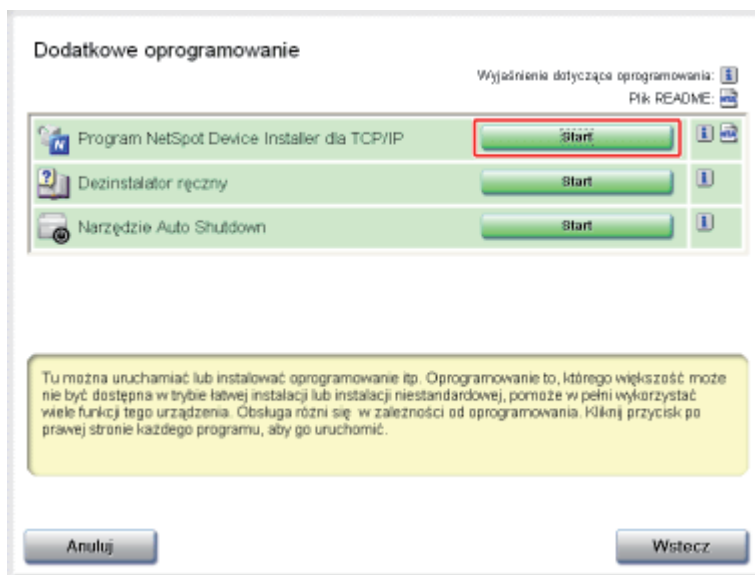 Dodatkowe oprogramowanie
Wyjaśnienie dotyczące oprogramowania:
Plik README:
Program NetSpot Device Installer dla TCP/IP
Start
Dezinstalator ręczny
Start
Narzędzie Auto Shutdown
Start
Tu można uruchamiać lub instalować oprogramowanie itp. Oprogramowanie to, którego większość może
nie być dostępna w trybie łatwej instalacji lub instalacji niestandardowej, pomoże w pełni wykorzystać
wiele funkcji tego urządzenia. Obsługa różni się w zależności od oprogramowania. Kliknij przycisk po
prawej stronie każdego programu, aby go uruchomić.
Anuluj
Wstecz